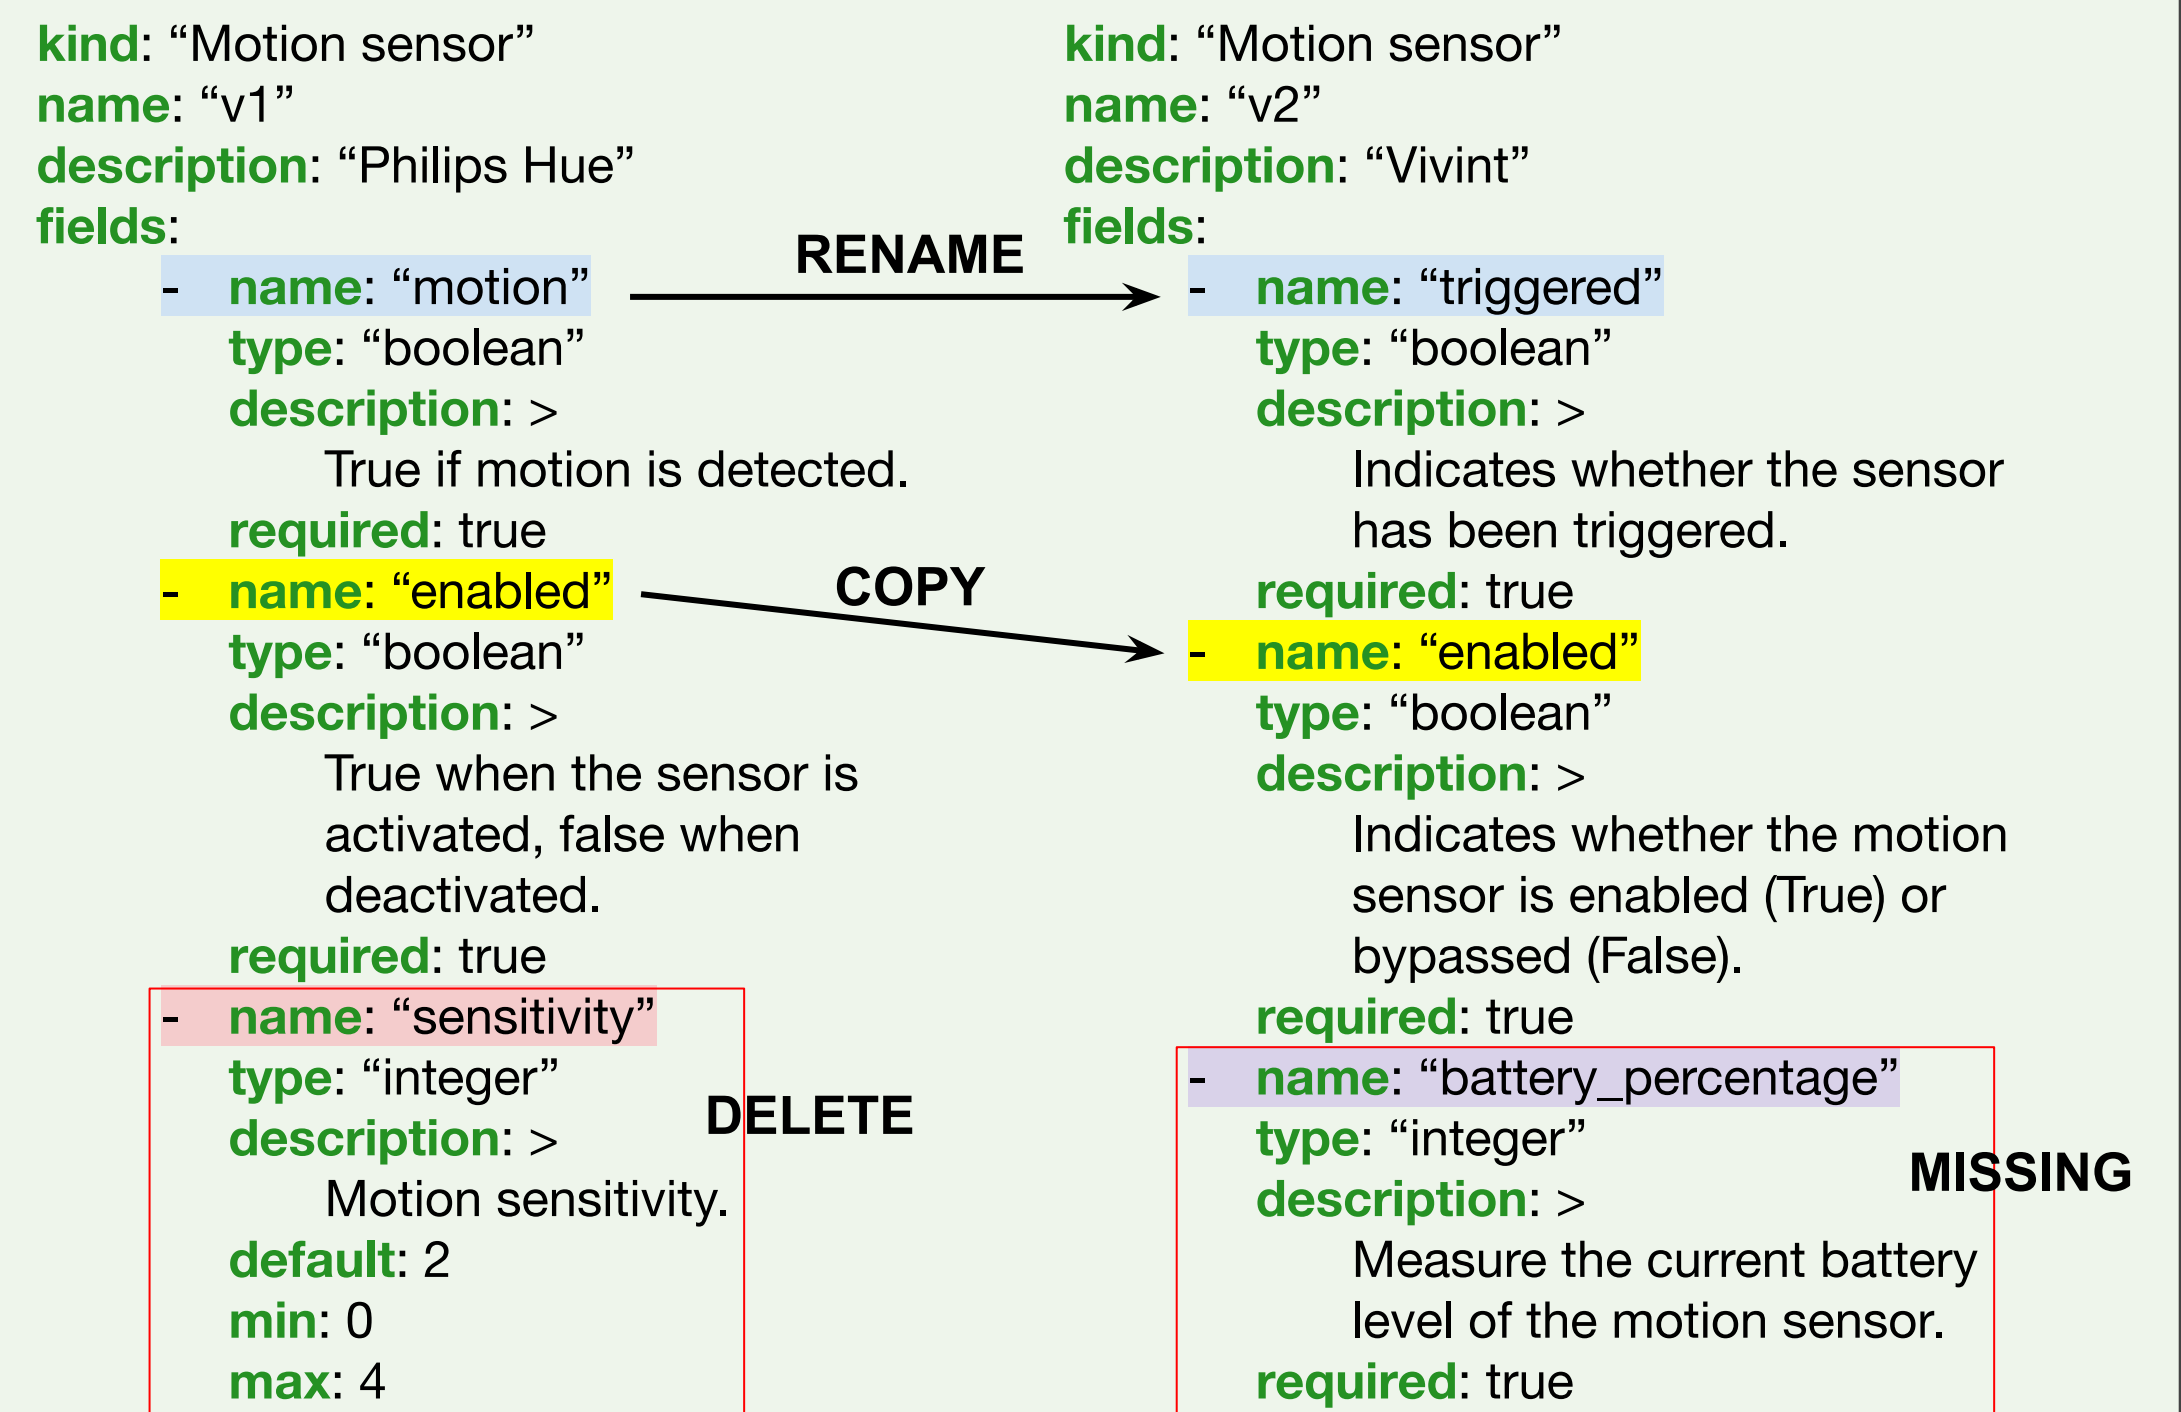 kind: “Motion sensor”
name: “v1”
description: “Philips Hue”
fields:
- name: “motion”
type: “boolean”
description: >
True if motion is detected.
required: true
- name: “enabled”
type: “boolean”
description: >
True when the sensor is
activated, false when
deactivated.
required: true
- name: “sensitivity”
type: “integer”
description: >
Motion sensitivity.
default: 2
min: 0
max: 4
RENAME
COPY
DELETE
kind: “Motion sensor”
name: “v2”
description: “Vivint”
fields:
- name: “triggered”
type: “boolean”
description: >
Indicates whether the sensor
has been triggered.
required: true
- name: “enabled”
type: “boolean”
description: >
Indicates whether the motion
sensor is enabled (True) or
bypassed (False).
required: true
- name: “battery_percentage”
type: “integer”
description: >
Measure the current battery
level of the motion sensor.
required: true
MISSING